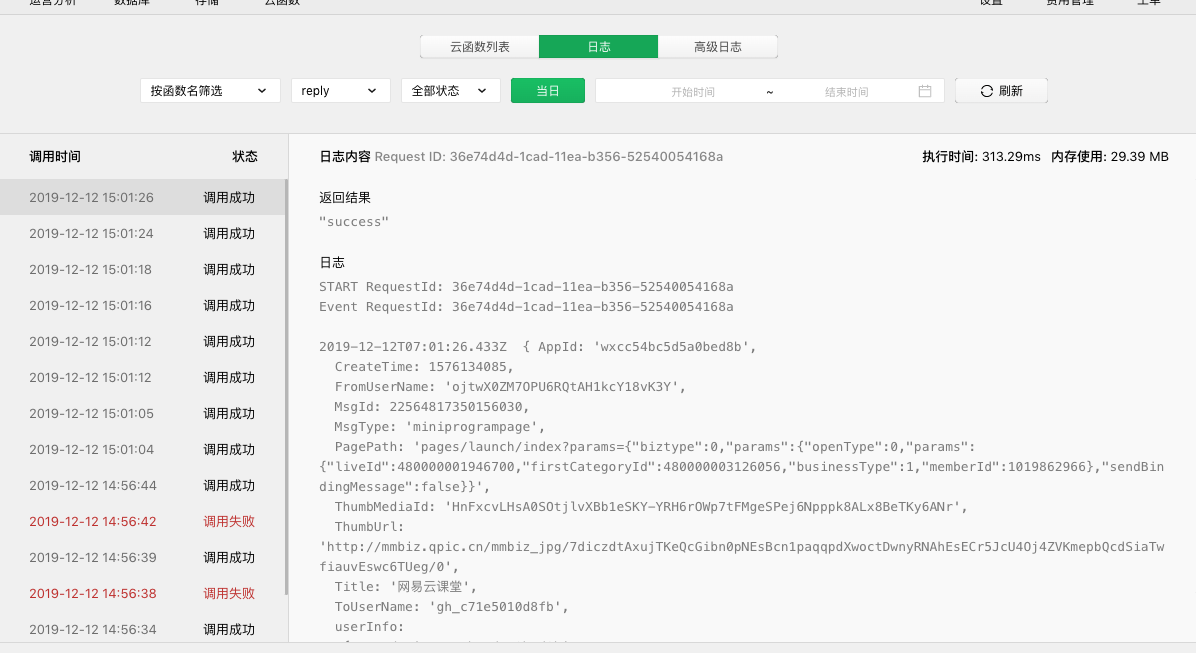 运营分析 数据库 存储 云函数 设置 费用管理 工单
云函数列表 日志 高级日志
按函数名筛选 reply 全部状态 当日 开始时间 ~ 结束时间 刷新
调用时间 状态
2019-12-12 15:01:26 调用成功
2019-12-12 15:01:24 调用成功
2019-12-12 15:01:18 调用成功
2019-12-12 15:01:16 调用成功
2019-12-12 15:01:12 调用成功
2019-12-12 15:01:12 调用成功
2019-12-12 15:01:05 调用成功
2019-12-12 15:01:04 调用成功
2019-12-12 14:56:44 调用成功
2019-12-12 14:56:42 调用失败
2019-12-12 14:56:39 调用成功
2019-12-12 14:56:38 调用失败
2019-12-12 14:56:34 调用成功
日志内容 Request ID: 36e74d4d-1cad-11ea-b356-52540054168a 执行时间: 313.29ms 内存使用: 29.39 MB
返回结果
"success"
日志
START RequestId: 36e74d4d-1cad-11ea-b356-52540054168a
Event RequestId: 36e74d4d-1cad-11ea-b356-52540054168a
2019-12-12T07:01:26.433Z { AppId: 'wxcc54bc5d5a0bed8b',
CreateTime: 1576134085,
FromUserName: 'ojtwX0ZM7OPU6RQtAH1kcY18vK3Y',
MsgId: 22564817350156030,
MsgType: 'miniprogrampage',
PagePath: 'pages/launch/index?params={"biztype":0,"params":{"openType":0,"params":
{"liveId":480000001946700,"firstCategoryId":480000003126056,"businessType":1,"memberId":1019862966},"sendBin
dingMessage":false}}',
ThumbMediaId: 'HnFxcvLHsA0SOtjlvXBb1eSKY-YRH6rOWp7tFMgeSPej6Npppk8ALx8BeTKy6ANr',
ThumbUrl:
'http://mmbiz.qpic.cn/mmbiz_jpg/7diczdtAxujTKeQcGibn0pNEsBcn1paqqpdXwoctDwnyRNAhEsECr5JcU4Oj4ZVKmepbQcdSiaTw
fiauvEswc6TUeg/0',
Title: '网易云课堂',
ToUserName: 'gh_c71e5010d8fb',
userInfo: